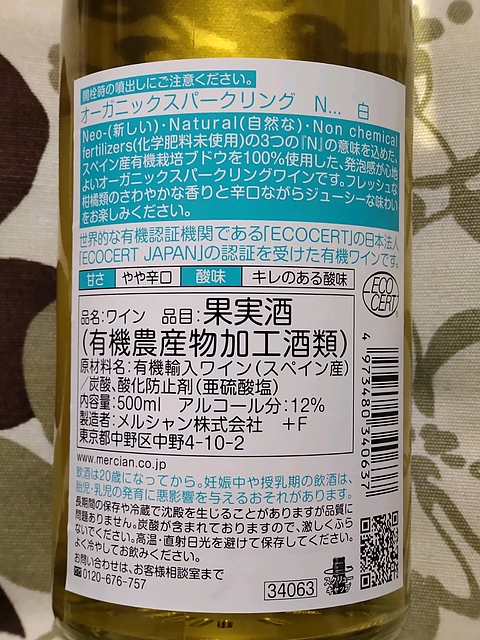 開栓時の噴出しにご注意ください。
オーガニックスパークリング N... 白
Neo-(新しい)・Natural(自然な)・Non chemical
fertilizers(化学肥料未使用)の3つの『N』の意味を込めた、
スペイン産有機栽培ブドウを100%使用した、発泡感が心地
よいオーガニックスパークリングワインです。フレッシュな
柑橘類のさわやかな香りと辛口ながらジューシーな味わい
をお楽しみください。
世界的な有機認証機関である「ECOCERT」の日本法人
「ECOCERT JAPAN」の認証を受けた有機ワインです。
甘さ やや辛口 酸味 キレのある酸味
ECO
CERT
品名:ワイン 品目:果実酒
(有機農産物加工酒類)
原材料名:有機輸入ワイン(スペイン産)
/炭酸、酸化防止剤(亜硫酸塩)
内容量:500ml アルコール分:12%
製造者:メルシャン株式会社 +F
東京都中野区中野4-10-2
4 973480 340637
www.mercian.co.jp
飲酒は20歳になってから。妊娠中や授乳期の飲酒は、
胎児・乳児の発育に悪影響を与えるおそれがあります。
長期間の保存や冷蔵で沈殿を生じることがありますが品質に
問題ありません。炭酸が含まれておりますので、激しくふら
ないでください。高温・直射日光を避けて保存してください。
よく冷やしてお飲みください。
お問い合わせは、お客様相談室まで
0120-676-757
34063
スクリュー
キャップ